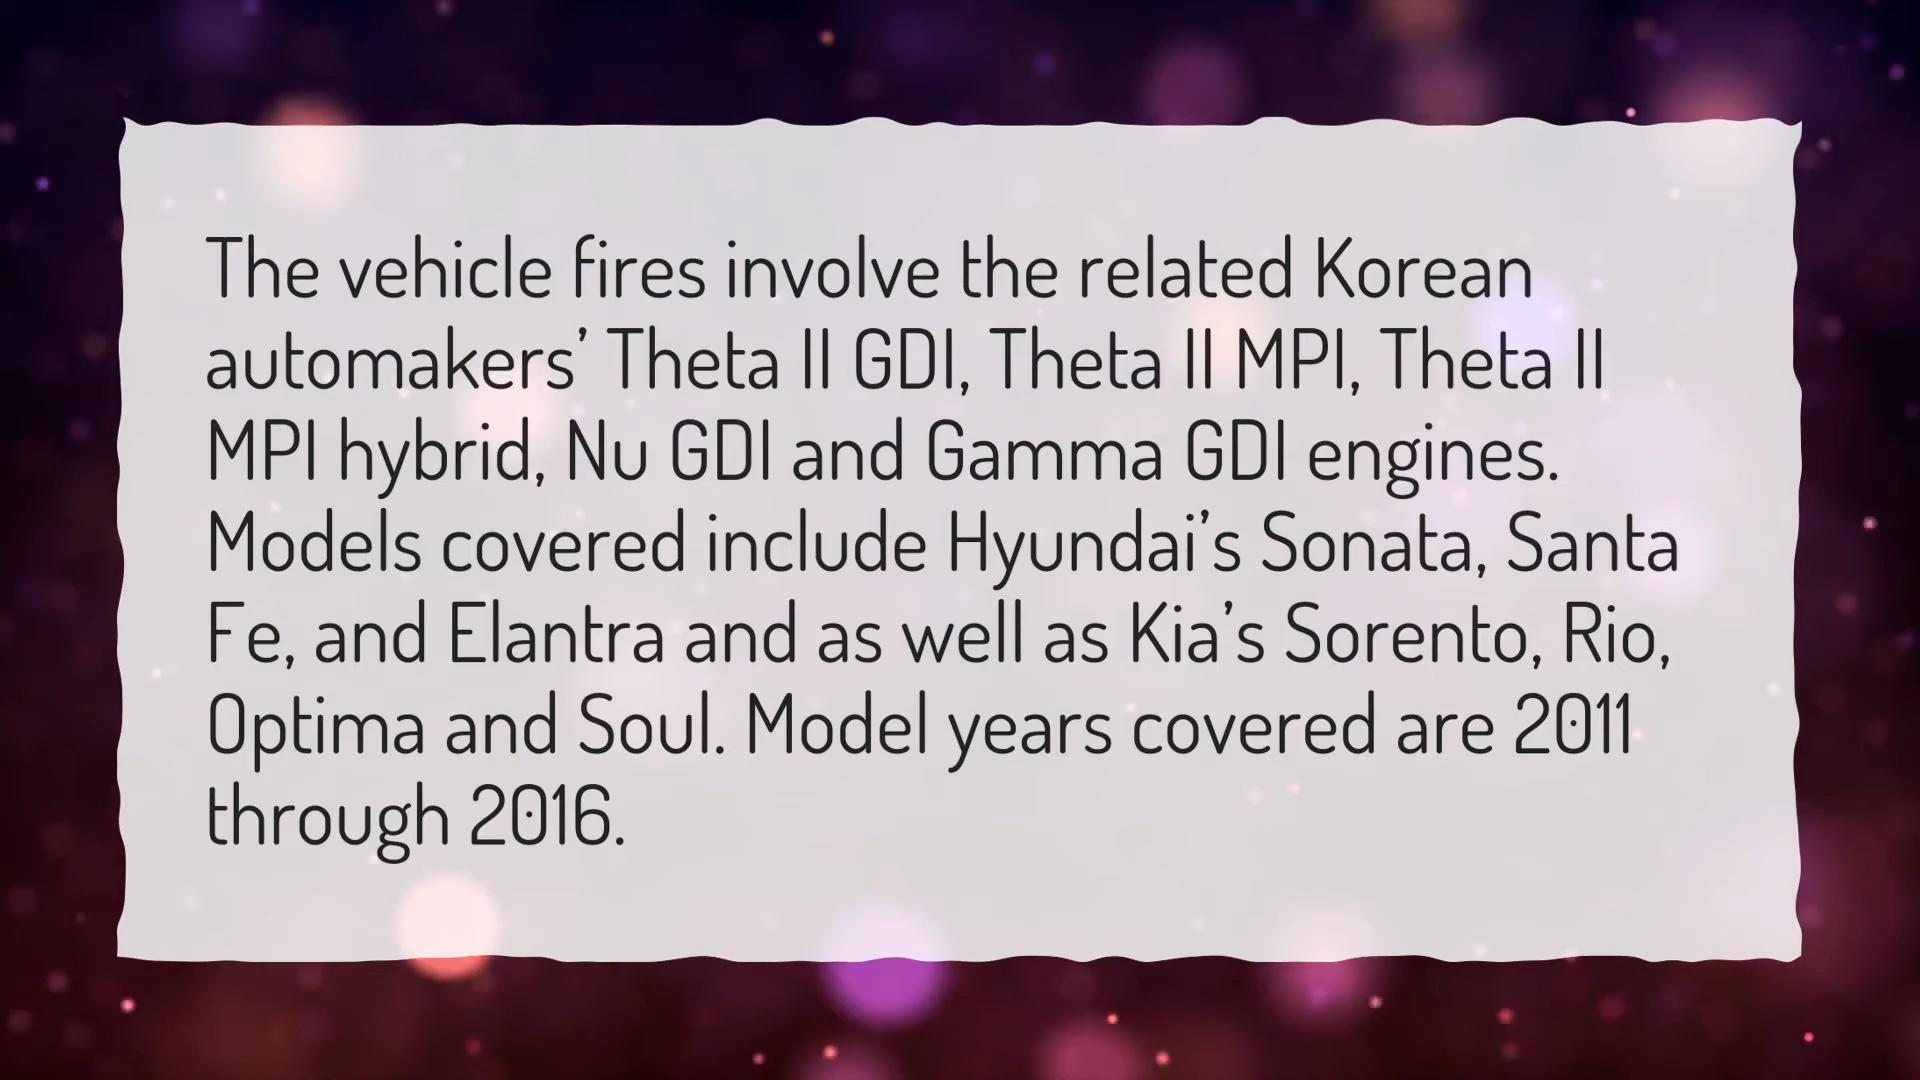 The vehicle fires involve the related Korean
automakers’ Theta II GDI, Theta II MPI, Theta II
MPI hybrid, Nu GDI and Gamma GDI engines.
Models covered include Hyundai’s Sonata, Santa
Fe, and Elantra and as well as Kia’s Sorento, Rio,
Optima and Soul. Model years covered are 2011
through 2016.